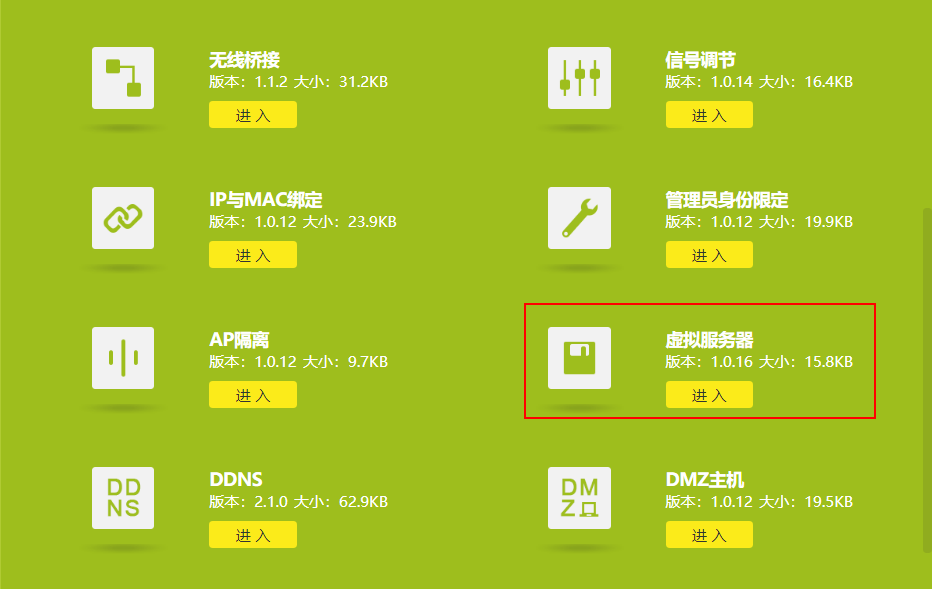 无线桥接
版本：1.1.2 大小：31.2KB
进 入
信号调节
版本：1.0.14 大小：16.4KB
进 入
IP与MAC绑定
版本：1.0.12 大小：23.9KB
进 入
管理员身份限定
版本：1.0.12 大小：19.9KB
进 入
AP隔离
版本：1.0.12 大小：9.7KB
进 入
虚拟服务器
版本：1.0.16 大小：15.8KB
进 入
DD
NS
DDNS
版本：2.1.0 大小：62.9KB
进 入
DM
Z
DMZ主机
版本：1.0.12 大小：19.5KB
进 入